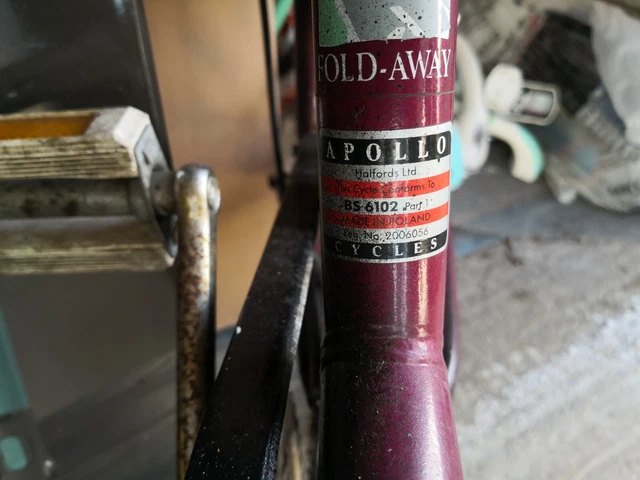 FOLD-AWAY
APOLLO
Halfords Ltd
This Cycle Conforms To
BS 6102 Part 1
MADE IN POLAND
Reg. No. 2006056
CYCLES